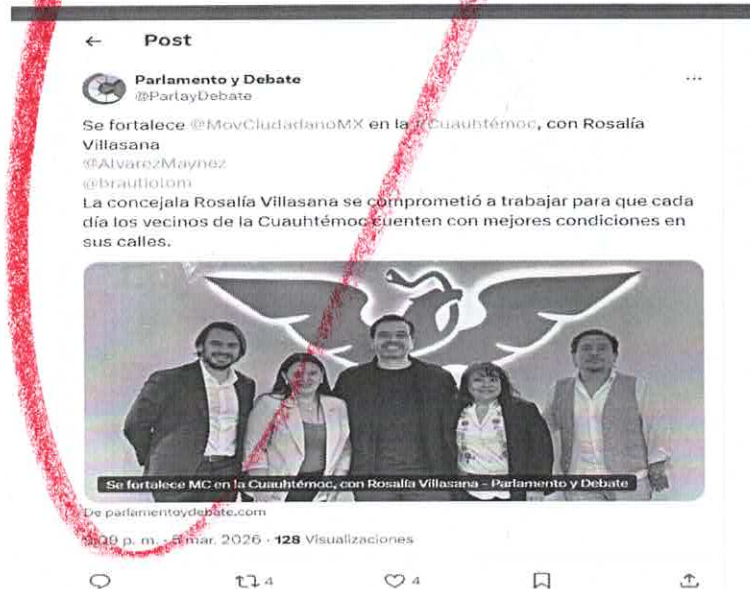 ← Post
Parlamento y Debate
@ParlayDebate
Se fortalece @MovCiudadanoMX en la #Cuauhtémoc, con Rosalía
Villasana
@AlvarezMaynez
La concejala Rosalía Villasana se comprometió a trabajar para que cada
día los vecinos de la Cuauhtémoc cuenten con mejores condiciones en
sus calles.
Se fortalece MC en la Cuauhtémoc, con Rosalía Villasana - Parlamento y Debate
De parlamentoydebate.com
p. m. · 5 mar. 2026 · 128 Visualizaciones
4
4